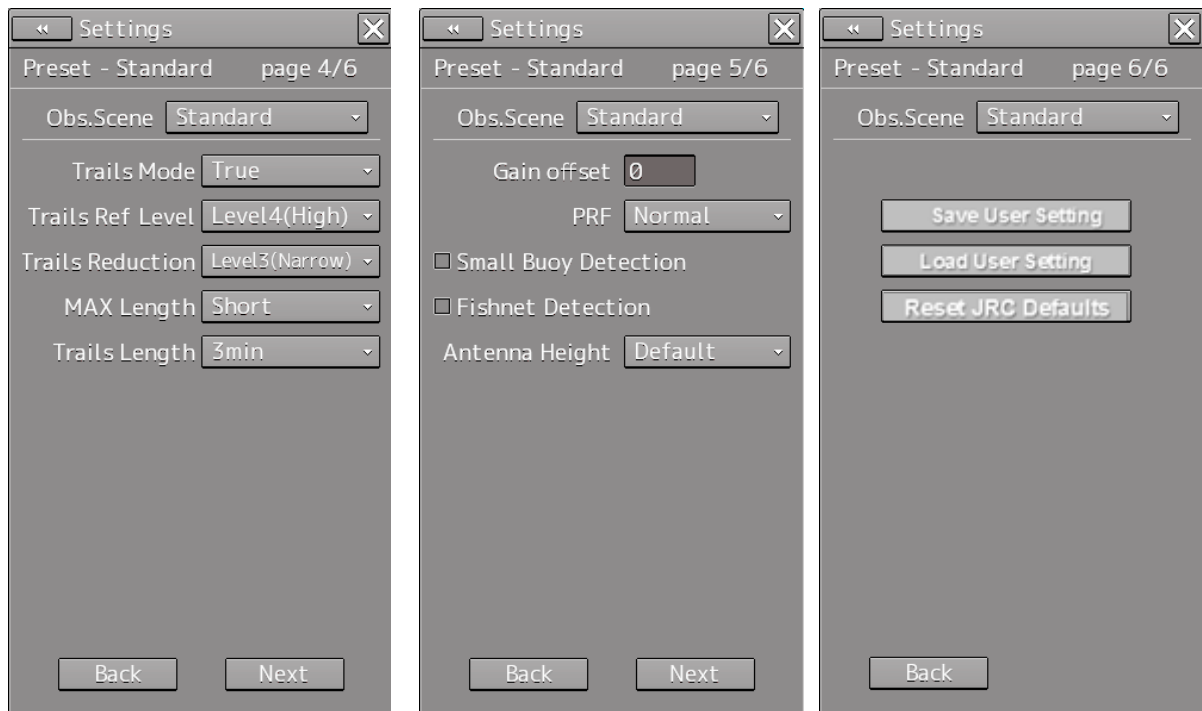 Settings
Preset - Standard page 4/6
Obs.Scene Standard
Trails Mode True
Trails Ref Level Level4(High)
Trails Reduction Level3(Narrow)
MAX Length Short
Trails Length 3min
Back Next
Settings
Preset - Standard page 5/6
Obs.Scene Standard
Gain offset 0
PRF Normal
Small Buoy Detection
Fishnet Detection
Antenna Height Default
Back Next
Settings
Preset - Standard page 6/6
Obs.Scene Standard
Save User Setting
Load User Setting
Reset JRC Defaults
Back